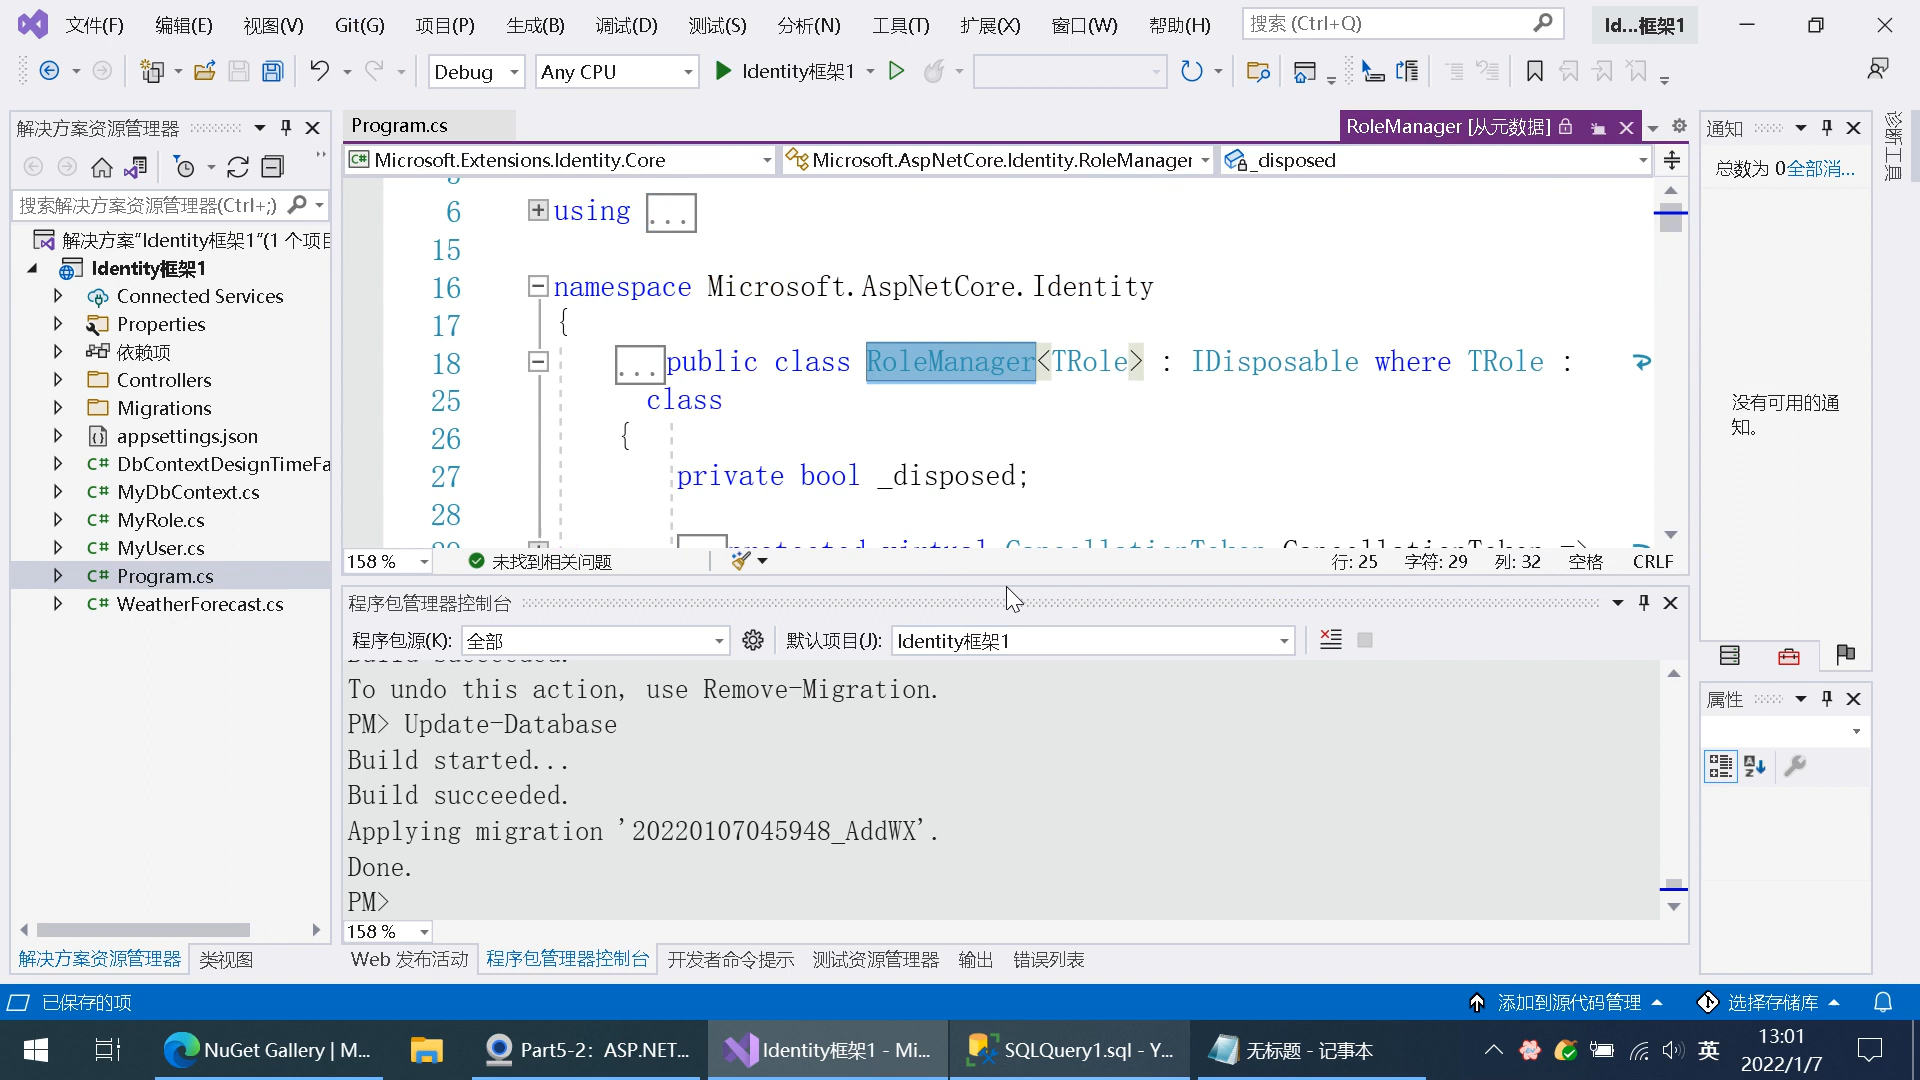 文件(F) 编辑(E) 视图(V) Git(G) 项目(P) 生成(B) 调试(D) 测试(S) 分析(N) 工具(T) 扩展(X) 窗口(W) 帮助(H) 搜索 (Ctrl+Q) Id...框架1
Debug Any CPU Identity框架1
解决方案资源管理器
搜索解决方案资源管理器(Ctrl+;)
解决方案"Identity框架1"(1 个项目
Identity框架1
Connected Services
Properties
依赖项
Controllers
Migrations
appsettings.json
DbContextDesignTimeFa
MyDbContext.cs
MyRole.cs
MyUser.cs
Program.cs
WeatherForecast.cs
解决方案资源管理器 类视图
Program.cs RoleManager [从元数据]
Microsoft.Extensions.Identity.Core Microsoft.AspNetCore.Identity.RoleManager _disposed
6 using ...
15
16 namespace Microsoft.AspNetCore.Identity
17 {
18 ...public class RoleManager<TRole> : IDisposable where TRole :
25 class
26 {
27 private bool _disposed;
28
29 protected virtual CancellationToken CancellationToken =>
158 % 未找到相关问题 行: 25 字符: 29 列: 32 空格 CRLF
程序包管理器控制台
程序包源(K): 全部 默认项目(J): Identity框架1
Build succeeded.
To undo this action, use Remove-Migration.
PM> Update-Database
Build started...
Build succeeded.
Applying migration '20220107045948_AddWX'.
Done.
PM>
158 %
Web 发布活动 程序包管理器控制台 开发者命令提示 测试资源管理器 输出 错误列表
通知
总数为 0 全部消...
没有可用的通
知。
属性
诊断工具
已保存的项 添加到源代码管理 选择存储库
NuGet Gallery | M... Part5-2：ASP.NET... Identity框架1 - Mi... SQLQuery1.sql - Y... 无标题 - 记事本 英 13:01
2022/1/7